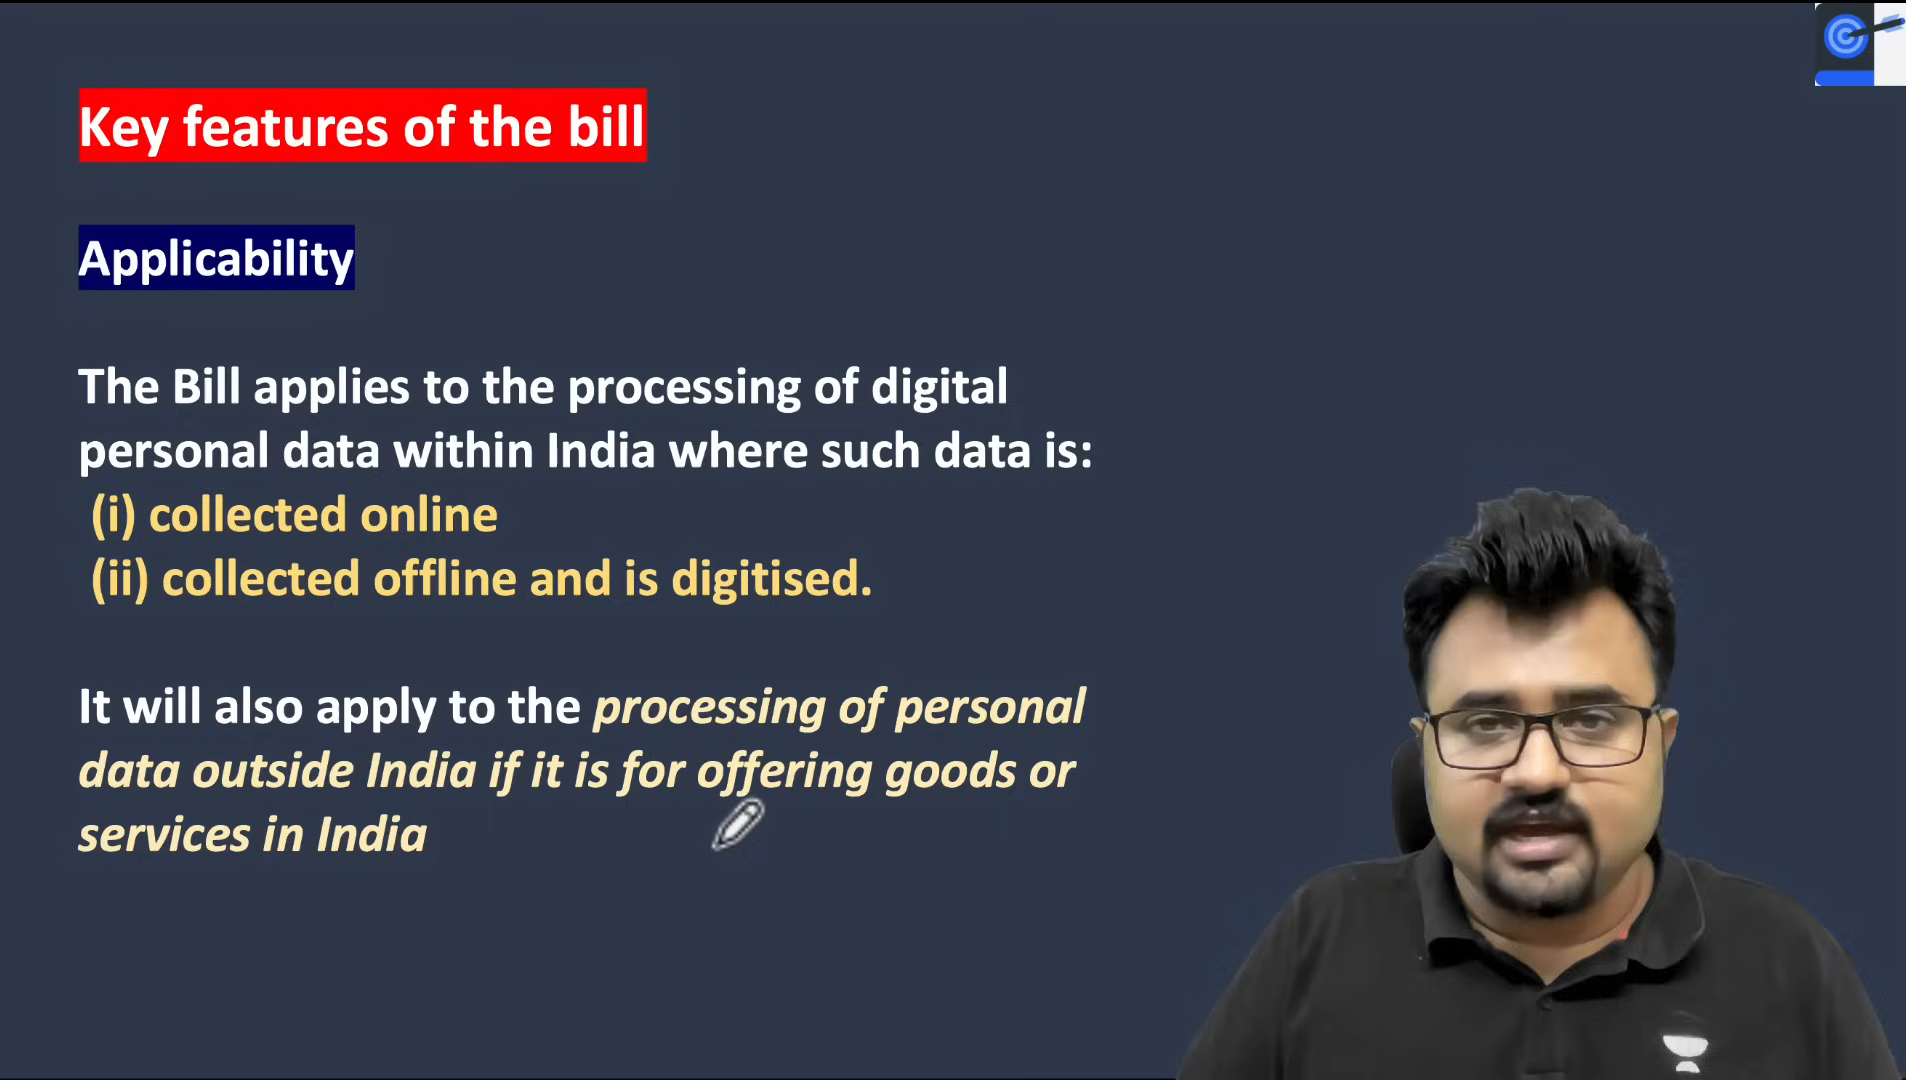 Key features of the bill
Applicability
The Bill applies to the processing of digital
personal data within India where such data is:
(i) collected online
(ii) collected offline and is digitised.
It will also apply to the processing of personal
data outside India if it is for offering goods or
services in India